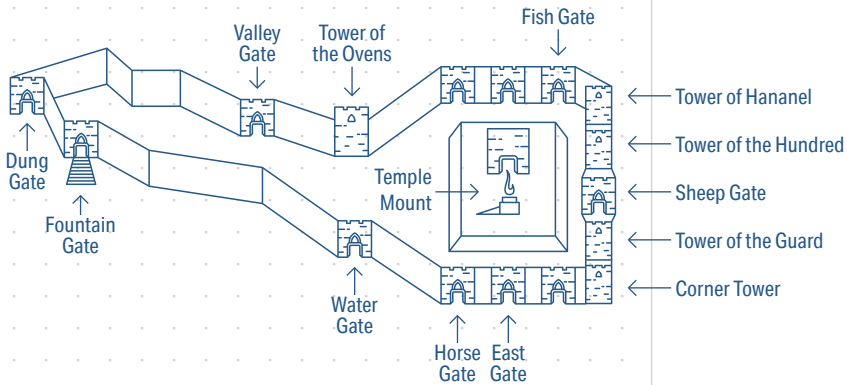 Fish Gate
Valley
Gate
Tower of
the Ovens
Tower of Hananel
Tower of the Hundred
Dung
Gate
Temple
Mount
Sheep Gate
Fountain
Gate
Tower of the Guard
Corner Tower
Water
Gate
Horse
Gate
East
Gate